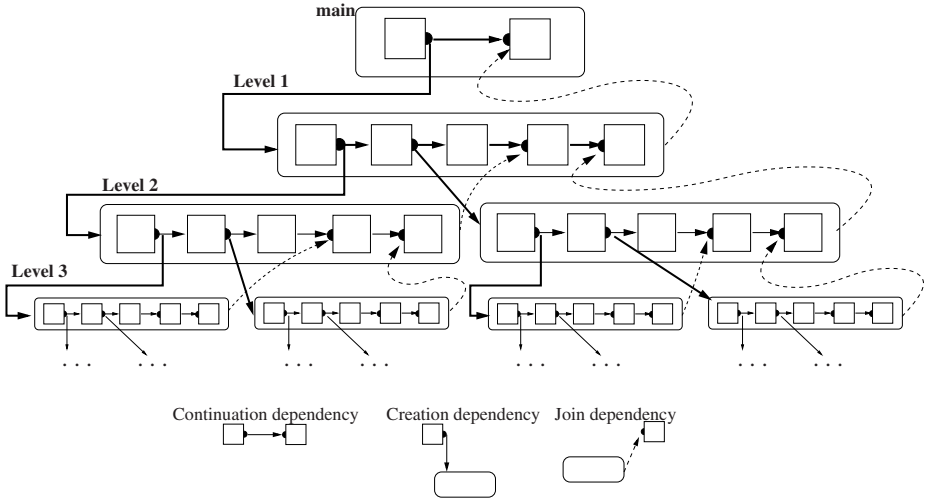 main
Level 1
Level 2
Level 3
. . . . . . . . . . . . . . . . . . . . . . . .
Continuation dependency Creation dependency Join dependency